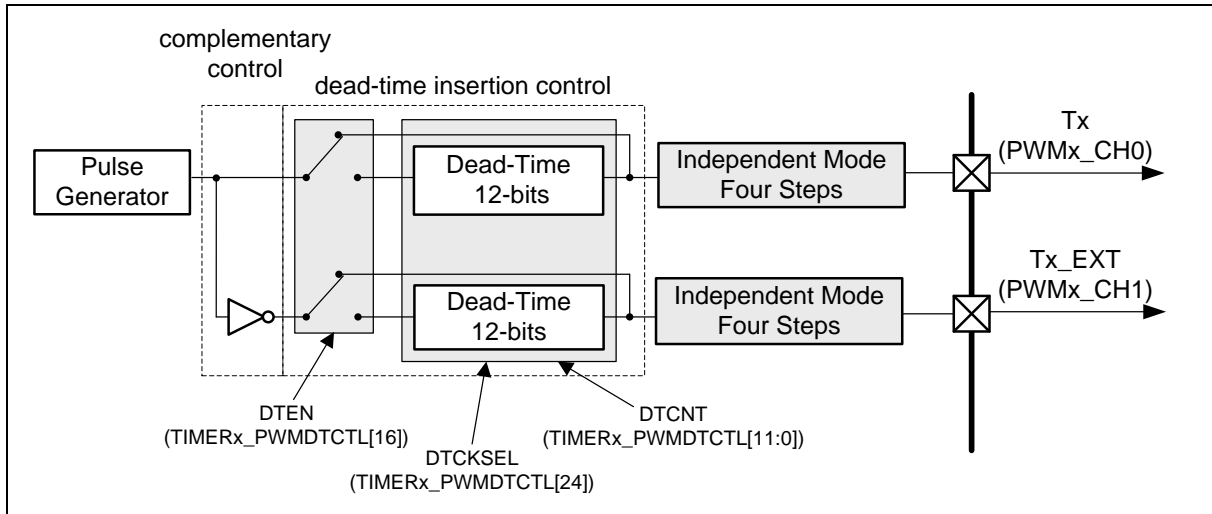 complementary
control
dead-time insertion control
Pulse
Generator
Dead-Time
12-bits
Independent Mode
Four Steps
Tx
(PWMx_CH0)
Dead-Time
12-bits
Independent Mode
Four Steps
Tx_EXT
(PWMx_CH1)
DTEN
(TIMERx_PWMDTCTL[16])
DTCKSEL
(TIMERx_PWMDTCTL[24])
DTCNT
(TIMERx_PWMDTCTL[11:0])